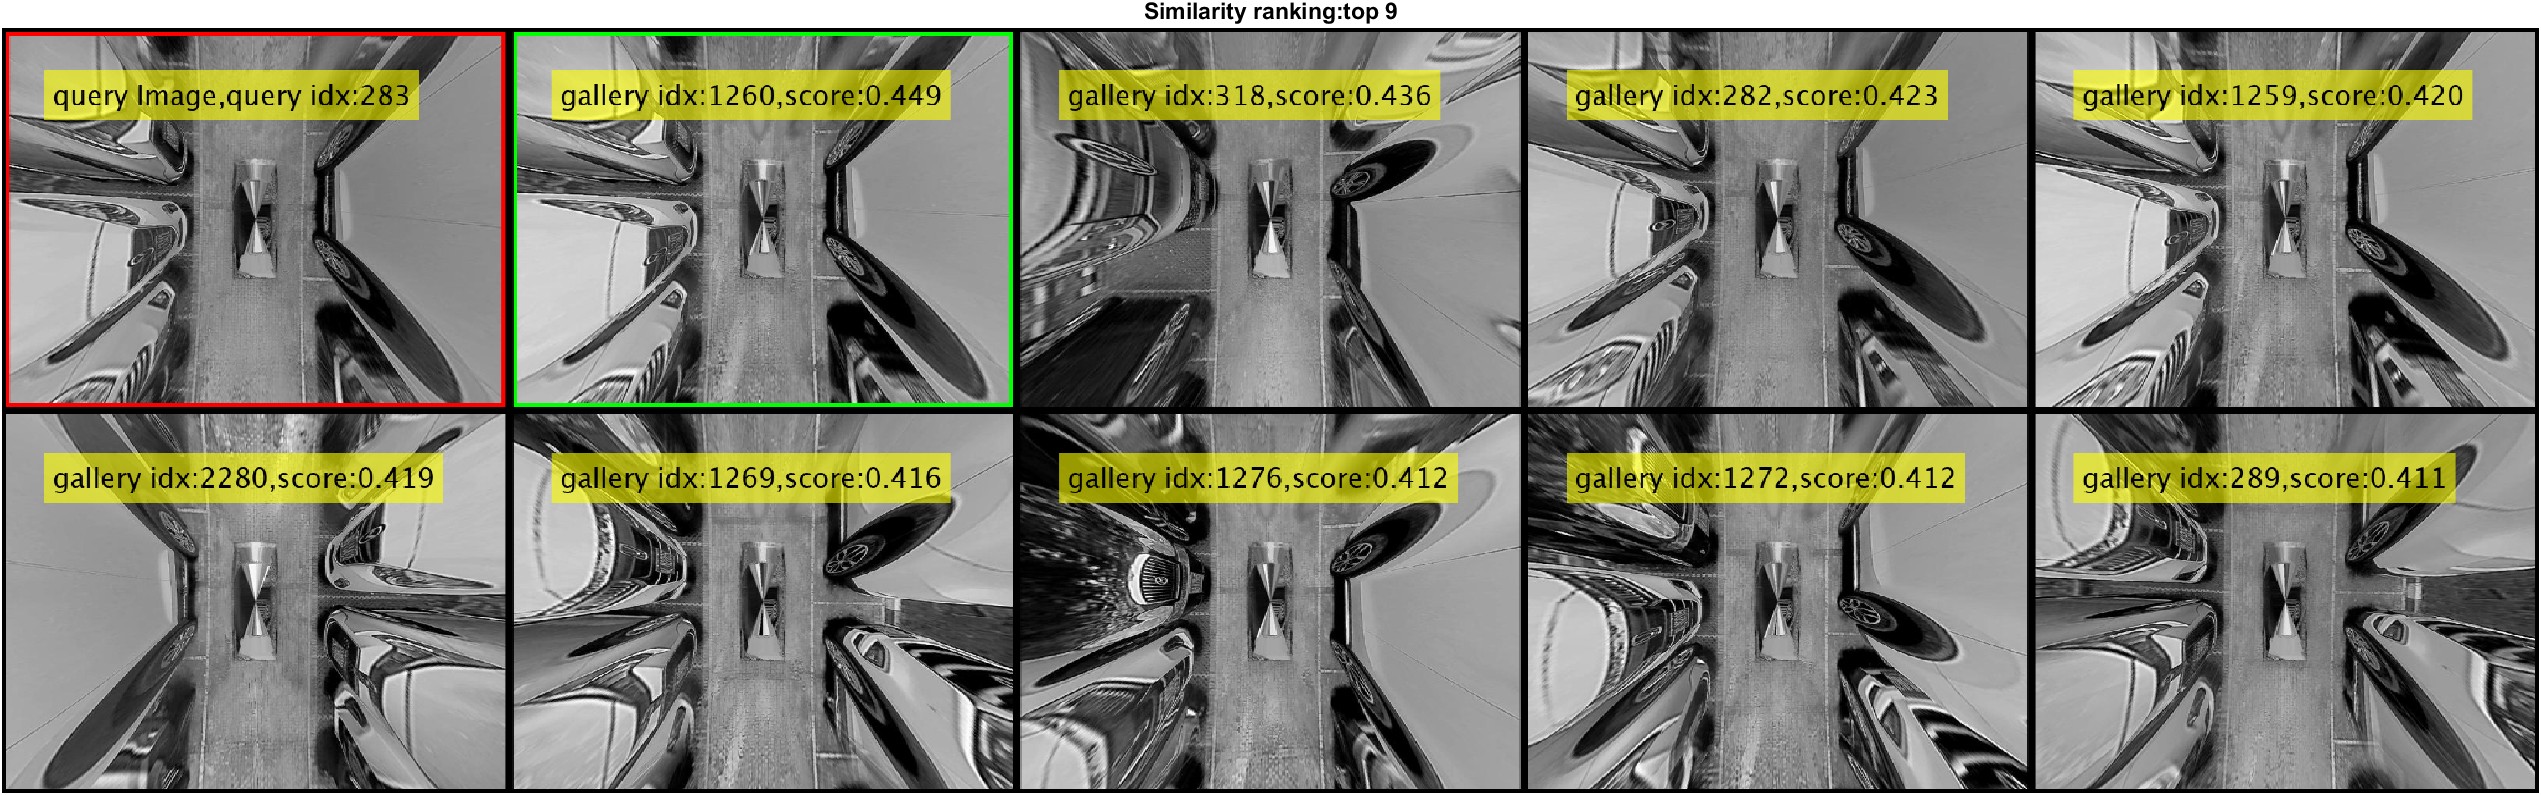 Similarity ranking:top 9
query Image,query idx:283
gallery idx:1260,score:0.449
gallery idx:318,score:0.436
gallery idx:282,score:0.423
gallery idx:1259,score:0.420
gallery idx:2280,score:0.419
gallery idx:1269,score:0.416
gallery idx:1276,score:0.412
gallery idx:1272,score:0.412
gallery idx:289,score:0.411